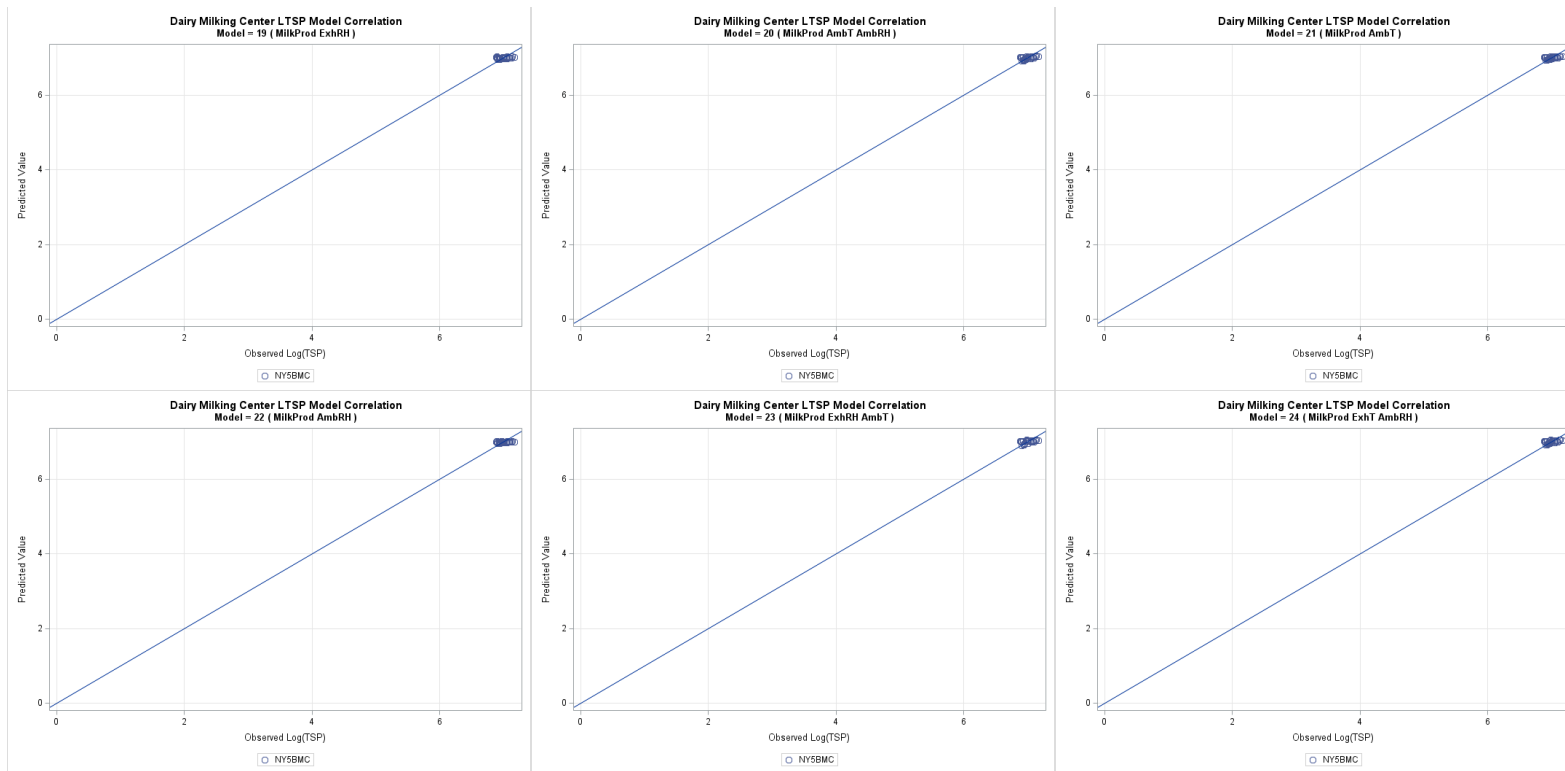 Dairy Milking Center LTSP Model Correlation
Model = 19 ( MilkProd ExhRH )
6
4
2
0
Predicted Value
0 2 4 6
Observed Log(TSP)
NY5BMC
Dairy Milking Center LTSP Model Correlation
Model = 20 ( MilkProd AmbT AmbRH )
6
4
2
0
Predicted Value
0 2 4 6
Observed Log(TSP)
NY5BMC
Dairy Milking Center LTSP Model Correlation
Model = 21 ( MilkProd AmbT )
6
4
2
0
Predicted Value
0 2 4 6
Observed Log(TSP)
NY5BMC
Dairy Milking Center LTSP Model Correlation
Model = 22 ( MilkProd AmbRH )
6
4
2
0
Predicted Value
0 2 4 6
Observed Log(TSP)
NY5BMC
Dairy Milking Center LTSP Model Correlation
Model = 23 ( MilkProd ExhRH AmbT )
6
4
2
0
Predicted Value
0 2 4 6
Observed Log(TSP)
NY5BMC
Dairy Milking Center LTSP Model Correlation
Model = 24 ( MilkProd ExhT AmbRH )
6
4
2
0
Predicted Value
0 2 4 6
Observed Log(TSP)
NY5BMC